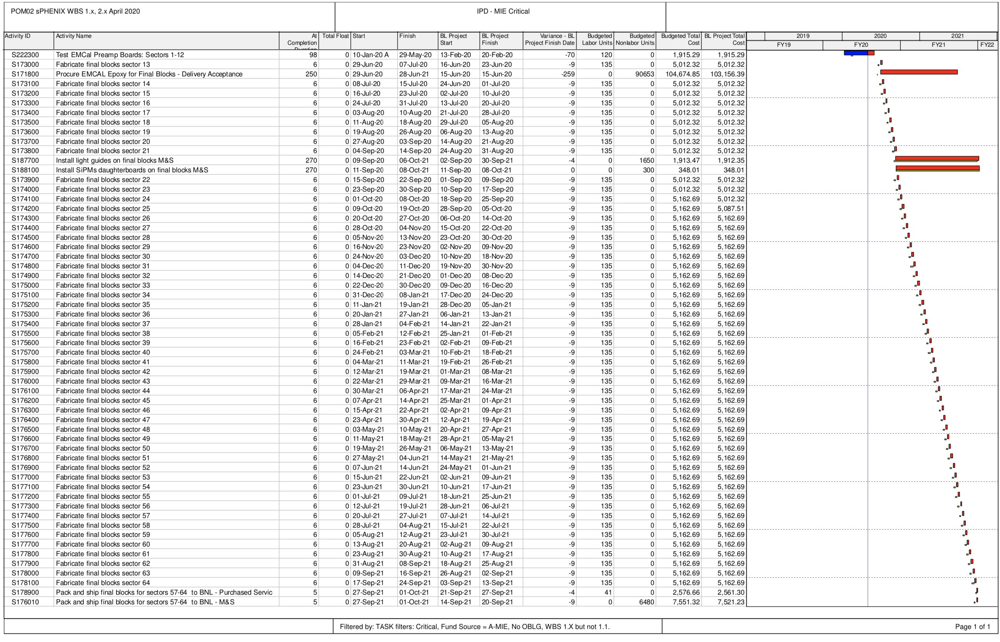 POM02 sPHENIX WBS 1.x, 2.x April 2020 IPD - MIE Critical
Activity ID Activity Name At Completion Duration Total Float Start Finish BL Project Start BL Project Finish Variance - BL Project Finish Date Budgeted Labor Units Budgeted Nonlabor Units Budgeted Total Cost BL Project Total Cost 2019 2020 2021
FY19 FY20 FY21 FY22
S222300 Test EMCal Preamp Boards: Sectors 1-12 98 0 10-Jan-20 A 29-May-20 13-Feb-20 20-Feb-20 -70 120 0 1,915.29 1,915.29
S173000 Fabricate final blocks sector 13 6 0 29-Jun-20 07-Jul-20 16-Jun-20 23-Jun-20 -9 135 0 5,012.32 5,012.32
S171800 Procure EMCAL Epoxy for Final Blocks - Delivery Acceptance 250 0 29-Jun-20 28-Jun-21 15-Jun-20 15-Jun-20 -259 0 90653 104,674.85 103,156.39
S173100 Fabricate final blocks sector 14 6 0 08-Jul-20 15-Jul-20 24-Jun-20 01-Jul-20 -9 135 0 5,012.32 5,012.32
S173200 Fabricate final blocks sector 15 6 0 16-Jul-20 23-Jul-20 02-Jul-20 10-Jul-20 -9 135 0 5,012.32 5,012.32
S173300 Fabricate final blocks sector 16 6 0 24-Jul-20 31-Jul-20 13-Jul-20 20-Jul-20 -9 135 0 5,012.32 5,012.32
S173400 Fabricate final blocks sector 17 6 0 03-Aug-20 10-Aug-20 21-Jul-20 28-Jul-20 -9 135 0 5,012.32 5,012.32
S173500 Fabricate final blocks sector 18 6 0 11-Aug-20 18-Aug-20 29-Jul-20 05-Aug-20 -9 135 0 5,012.32 5,012.32
S173600 Fabricate final blocks sector 19 6 0 19-Aug-20 26-Aug-20 06-Aug-20 13-Aug-20 -9 135 0 5,012.32 5,012.32
S173700 Fabricate final blocks sector 20 6 0 27-Aug-20 03-Sep-20 14-Aug-20 21-Aug-20 -9 135 0 5,012.32 5,012.32
S173800 Fabricate final blocks sector 21 6 0 04-Sep-20 14-Sep-20 24-Aug-20 31-Aug-20 -9 135 0 5,012.32 5,012.32
S187700 Install light guides on final blocks M&S 270 0 09-Sep-20 06-Oct-21 02-Sep-20 30-Sep-21 -4 0 1650 1,913.47 1,912.35
S188100 Install SiPMs daughterboards on final blocks M&S 270 0 11-Sep-20 08-Oct-21 11-Sep-20 08-Oct-21 0 0 300 348.01 348.01
S173900 Fabricate final blocks sector 22 6 0 15-Sep-20 22-Sep-20 01-Sep-20 09-Sep-20 -9 135 0 5,012.32 5,012.32
S174000 Fabricate final blocks sector 23 6 0 23-Sep-20 30-Sep-20 10-Sep-20 17-Sep-20 -9 135 0 5,012.32 5,012.32
S174100 Fabricate final blocks sector 24 6 0 01-Oct-20 08-Oct-20 18-Sep-20 25-Sep-20 -9 135 0 5,162.69 5,012.32
S174200 Fabricate final blocks sector 25 6 0 09-Oct-20 19-Oct-20 28-Sep-20 05-Oct-20 -9 135 0 5,162.69 5,087.51
S174300 Fabricate final blocks sector 26 6 0 20-Oct-20 27-Oct-20 06-Oct-20 14-Oct-20 -9 135 0 5,162.69 5,162.69
S174400 Fabricate final blocks sector 27 6 0 28-Oct-20 04-Nov-20 15-Oct-20 22-Oct-20 -9 135 0 5,162.69 5,162.69
S174500 Fabricate final blocks sector 28 6 0 05-Nov-20 13-Nov-20 23-Oct-20 30-Oct-20 -9 135 0 5,162.69 5,162.69
S174600 Fabricate final blocks sector 29 6 0 16-Nov-20 23-Nov-20 02-Nov-20 09-Nov-20 -9 135 0 5,162.69 5,162.69
S174700 Fabricate final blocks sector 30 6 0 24-Nov-20 03-Dec-20 10-Nov-20 18-Nov-20 -9 135 0 5,162.69 5,162.69
S174800 Fabricate final blocks sector 31 6 0 04-Dec-20 11-Dec-20 19-Nov-20 30-Nov-20 -9 135 0 5,162.69 5,162.69
S174900 Fabricate final blocks sector 32 6 0 14-Dec-20 21-Dec-20 01-Dec-20 08-Dec-20 -9 135 0 5,162.69 5,162.69
S175000 Fabricate final blocks sector 33 6 0 22-Dec-20 30-Dec-20 09-Dec-20 16-Dec-20 -9 135 0 5,162.69 5,162.69
S175100 Fabricate final blocks sector 34 6 0 31-Dec-20 08-Jan-21 17-Dec-20 24-Dec-20 -9 135 0 5,162.69 5,162.69
S175200 Fabricate final blocks sector 35 6 0 11-Jan-21 19-Jan-21 28-Dec-20 05-Jan-21 -9 135 0 5,162.69 5,162.69
S175300 Fabricate final blocks sector 36 6 0 20-Jan-21 27-Jan-21 06-Jan-21 13-Jan-21 -9 135 0 5,162.69 5,162.69
S175400 Fabricate final blocks sector 37 6 0 28-Jan-21 04-Feb-21 14-Jan-21 22-Jan-21 -9 135 0 5,162.69 5,162.69
S175500 Fabricate final blocks sector 38 6 0 05-Feb-21 12-Feb-21 25-Jan-21 01-Feb-21 -9 135 0 5,162.69 5,162.69
S175600 Fabricate final blocks sector 39 6 0 16-Feb-21 23-Feb-21 02-Feb-21 09-Feb-21 -9 135 0 5,162.69 5,162.69
S175700 Fabricate final blocks sector 40 6 0 24-Feb-21 03-Mar-21 10-Feb-21 18-Feb-21 -9 135 0 5,162.69 5,162.69
S175800 Fabricate final blocks sector 41 6 0 04-Mar-21 11-Mar-21 19-Feb-21 26-Feb-21 -9 135 0 5,162.69 5,162.69
S175900 Fabricate final blocks sector 42 6 0 12-Mar-21 19-Mar-21 01-Mar-21 08-Mar-21 -9 135 0 5,162.69 5,162.69
S176000 Fabricate final blocks sector 43 6 0 22-Mar-21 29-Mar-21 09-Mar-21 16-Mar-21 -9 135 0 5,162.69 5,162.69
S176100 Fabricate final blocks sector 44 6 0 30-Mar-21 06-Apr-21 17-Mar-21 24-Mar-21 -9 135 0 5,162.69 5,162.69
S176200 Fabricate final blocks sector 45 6 0 07-Apr-21 14-Apr-21 25-Mar-21 01-Apr-21 -9 135 0 5,162.69 5,162.69
S176300 Fabricate final blocks sector 46 6 0 15-Apr-21 22-Apr-21 02-Apr-21 09-Apr-21 -9 135 0 5,162.69 5,162.69
S176400 Fabricate final blocks sector 47 6 0 23-Apr-21 30-Apr-21 12-Apr-21 19-Apr-21 -9 135 0 5,162.69 5,162.69
S176500 Fabricate final blocks sector 48 6 0 03-May-21 10-May-21 20-Apr-21 27-Apr-21 -9 135 0 5,162.69 5,162.69
S176600 Fabricate final blocks sector 49 6 0 11-May-21 18-May-21 28-Apr-21 05-May-21 -9 135 0 5,162.69 5,162.69
S176700 Fabricate final blocks sector 50 6 0 19-May-21 26-May-21 06-May-21 13-May-21 -9 135 0 5,162.69 5,162.69
S176800 Fabricate final blocks sector 51 6 0 27-May-21 04-Jun-21 14-May-21 21-May-21 -9 135 0 5,162.69 5,162.69
S176900 Fabricate final blocks sector 52 6 0 07-Jun-21 14-Jun-21 24-May-21 01-Jun-21 -9 135 0 5,162.69 5,162.69
S177000 Fabricate final blocks sector 53 6 0 15-Jun-21 22-Jun-21 02-Jun-21 09-Jun-21 -9 135 0 5,162.69 5,162.69
S177100 Fabricate final blocks sector 54 6 0 23-Jun-21 30-Jun-21 10-Jun-21 17-Jun-21 -9 135 0 5,162.69 5,162.69
S177200 Fabricate final blocks sector 55 6 0 01-Jul-21 09-Jul-21 18-Jun-21 25-Jun-21 -9 135 0 5,162.69 5,162.69
S177300 Fabricate final blocks sector 56 6 0 12-Jul-21 19-Jul-21 28-Jun-21 06-Jul-21 -9 135 0 5,162.69 5,162.69
S177400 Fabricate final blocks sector 57 6 0 20-Jul-21 27-Jul-21 07-Jul-21 14-Jul-21 -9 135 0 5,162.69 5,162.69
S177500 Fabricate final blocks sector 58 6 0 28-Jul-21 04-Aug-21 15-Jul-21 22-Jul-21 -9 135 0 5,162.69 5,162.69
S177600 Fabricate final blocks sector 59 6 0 05-Aug-21 12-Aug-21 23-Jul-21 30-Jul-21 -9 135 0 5,162.69 5,162.69
S177700 Fabricate final blocks sector 60 6 0 13-Aug-21 20-Aug-21 02-Aug-21 09-Aug-21 -9 135 0 5,162.69 5,162.69
S177800 Fabricate final blocks sector 61 6 0 23-Aug-21 30-Aug-21 10-Aug-21 17-Aug-21 -9 135 0 5,162.69 5,162.69
S177900 Fabricate final blocks sector 62 6 0 31-Aug-21 08-Sep-21 18-Aug-21 25-Aug-21 -9 135 0 5,162.69 5,162.69
S178000 Fabricate final blocks sector 63 6 0 09-Sep-21 16-Sep-21 26-Aug-21 02-Sep-21 -9 135 0 5,162.69 5,162.69
S178100 Fabricate final blocks sector 64 6 0 17-Sep-21 24-Sep-21 03-Sep-21 13-Sep-21 -9 135 0 5,162.69 5,162.69
S178900 Pack and ship final blocks for sectors 57-64 to BNL - Purchased Servic 5 0 27-Sep-21 01-Oct-21 21-Sep-21 27-Sep-21 -4 41 0 2,576.66 2,561.30
S176010 Pack and ship final blocks for sectors 57-64 to BNL - M&S 5 0 27-Sep-21 01-Oct-21 14-Sep-21 20-Sep-21 -9 0 6480 7,551.32 7,521.23
Filtered by: TASK filters: Critical, Fund Source = A-MIE, No OBLG, WBS 1.X but not 1.1. Page 1 of 1